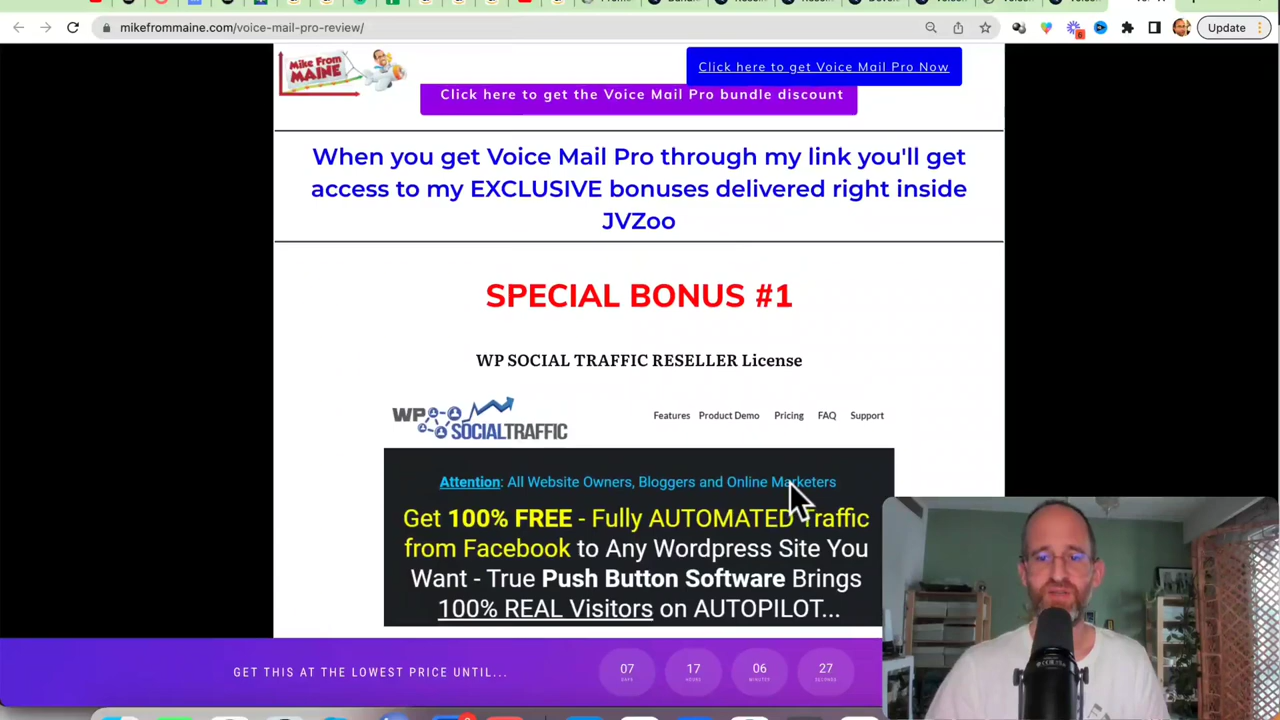 mikefrommaine.com/voice-mail-pro-review/
Update
6
Mike From
MAINE
Click here to get Voice Mail Pro Now
Click here to get the Voice Mail Pro bundle discount
When you get Voice Mail Pro through my link you'll get
access to my EXCLUSIVE bonuses delivered right inside
JVZoo
SPECIAL BONUS #1
WP SOCIAL TRAFFIC RESELLER License
WP SOCIALTRAFFIC
Features Product Demo Pricing FAQ Support
Attention: All Website Owners, Bloggers and Online Marketers
Get 100% FREE - Fully AUTOMATED Traffic
from Facebook to Any Wordpress Site You
Want - True Push Button Software Brings
100% REAL Visitors on AUTOPILOT...
GET THIS AT THE LOWEST PRICE UNTIL...
07 17 06 27
DAYS HOURS MINUTES SECONDS